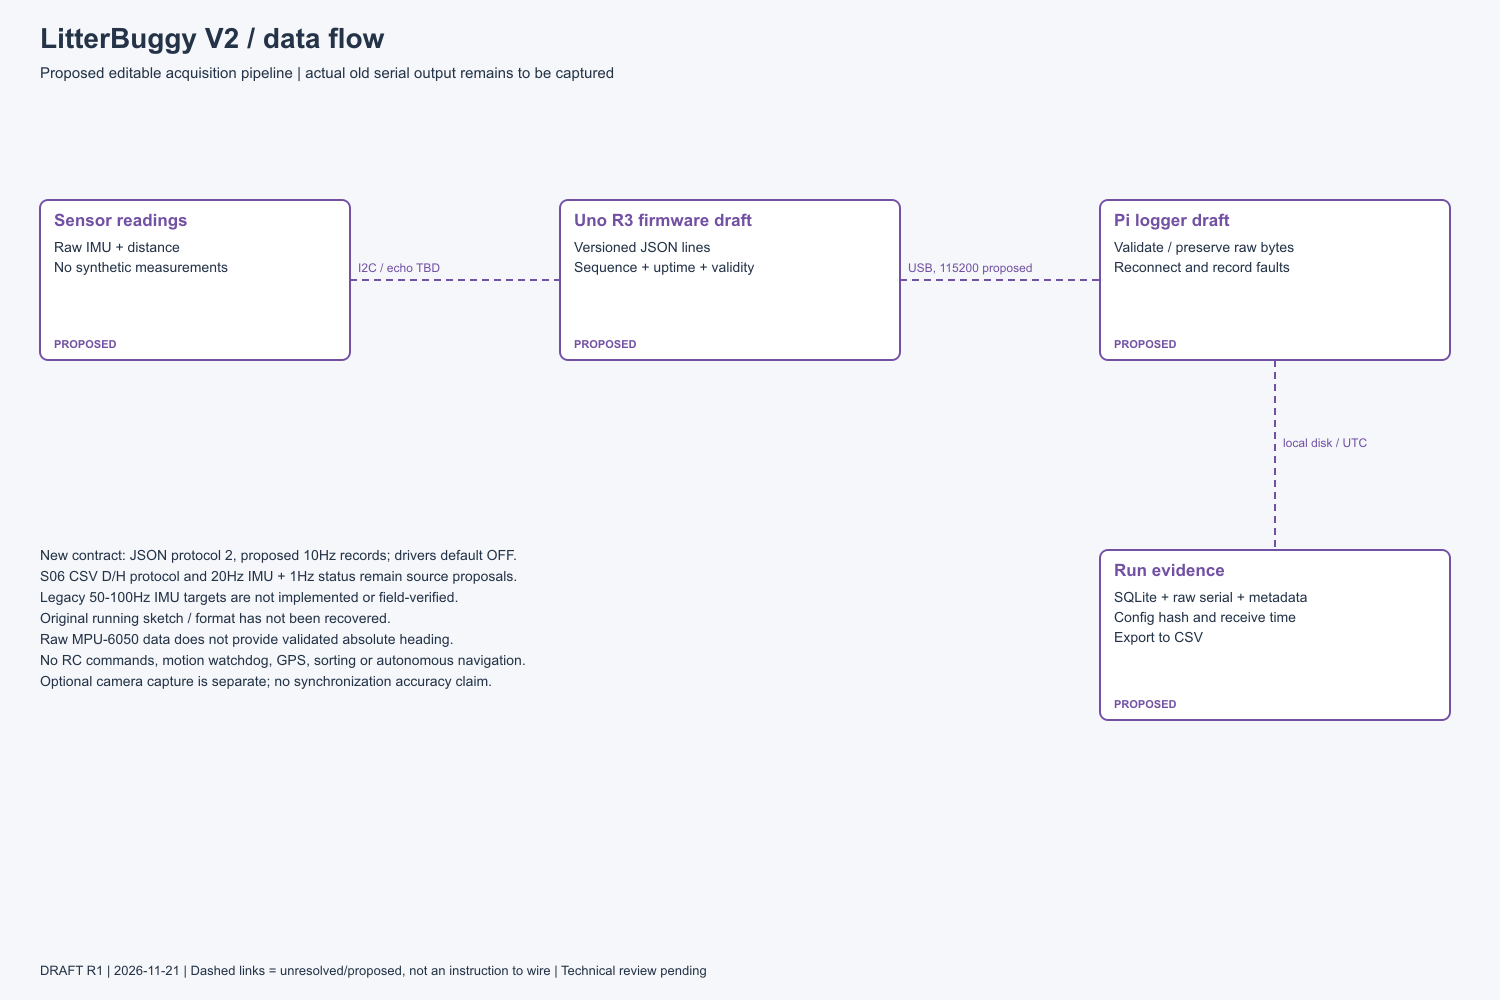 LitterBuggy V2 / data flow
Proposed editable acquisition pipeline | actual old serial output remains to be captured
Sensor readings
Raw IMU + distance
No synthetic measurements
PROPOSED
I2C / echo TBD
Uno R3 firmware draft
Versioned JSON lines
Sequence + uptime + validity
PROPOSED
USB, 115200 proposed
Pi logger draft
Validate / preserve raw bytes
Reconnect and record faults
PROPOSED
local disk / UTC
New contract: JSON protocol 2, proposed 10Hz records; drivers default OFF.
S06 CSV D/H protocol and 20Hz IMU + 1Hz status remain source proposals.
Legacy 50-100Hz IMU targets are not implemented or field-verified.
Original running sketch / format has not been recovered.
Raw MPU-6050 data does not provide validated absolute heading.
No RC commands, motion watchdog, GPS, sorting or autonomous navigation.
Optional camera capture is separate; no synchronization accuracy claim.
Run evidence
SQLite + raw serial + metadata
Config hash and receive time
Export to CSV
PROPOSED
DRAFT R1 | 2026-11-21 | Dashed links = unresolved/proposed, not an instruction to wire | Technical review pending